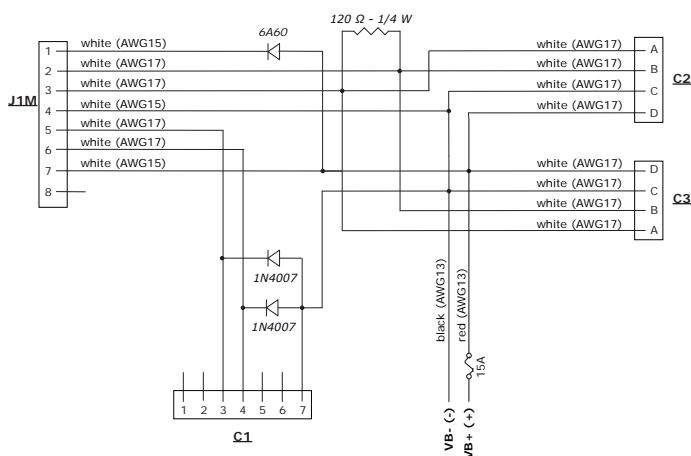 120 Ω - 1/4 W
6A60
J1M
1 white (AWG15)
2 white (AWG17)
3 white (AWG17)
4 white (AWG15)
5 white (AWG17)
6 white (AWG17)
7 white (AWG15)
8
white (AWG17) A
white (AWG17) B
white (AWG17) C
white (AWG17) D
C2
white (AWG17) D
white (AWG17) C
white (AWG17) B
white (AWG17) A
C3
1N4007
1N4007
black (AWG13)
red (AWG13)
15A
VB- (-)
VB+ (+)
1 2 3 4 5 6 7
C1